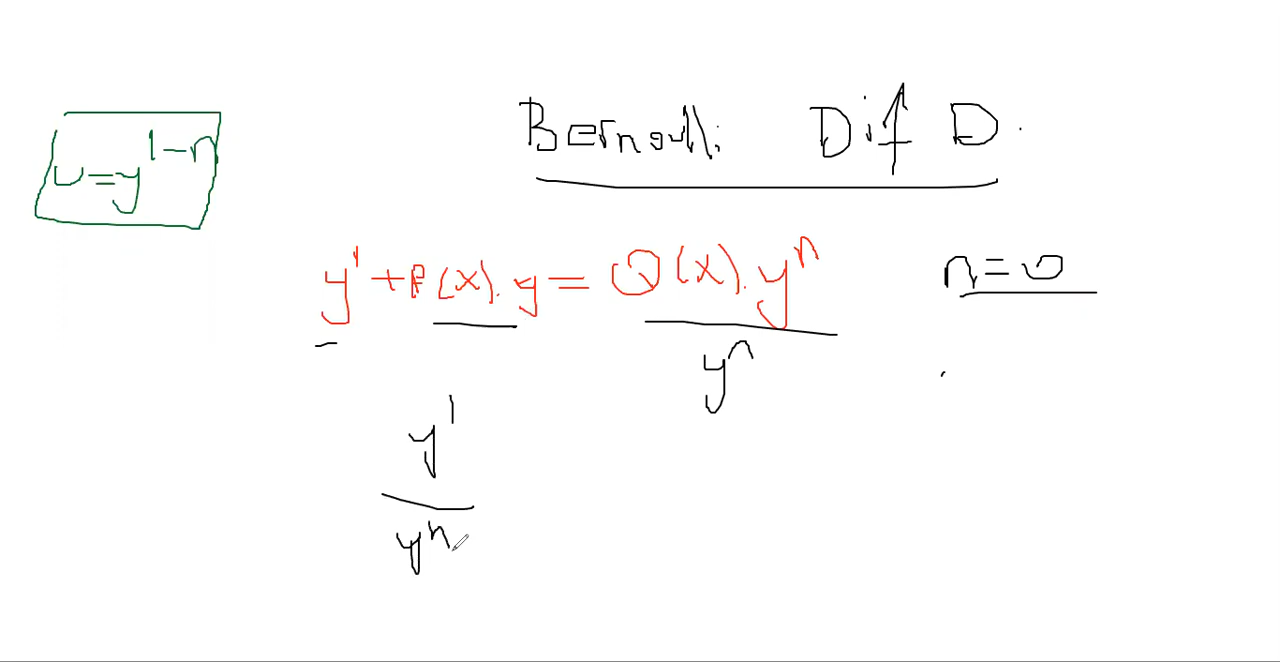 Bernoulli Dif D.
u=y^{1-n}
y' + P(x).y = Q(x).y^n
n=0
y^n
y'
y^n